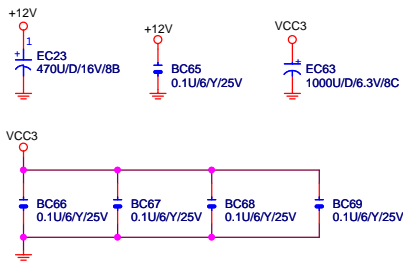 +12V
+12V
VCC3
1
+
EC23
470U/D/16V/8B
BC65
0.1U/6/Y/25V
+
EC63
1000U/D/6.3V/8C
VCC3
BC66
0.1U/6/Y/25V
BC67
0.1U/6/Y/25V
BC68
0.1U/6/Y/25V
BC69
0.1U/6/Y/25V